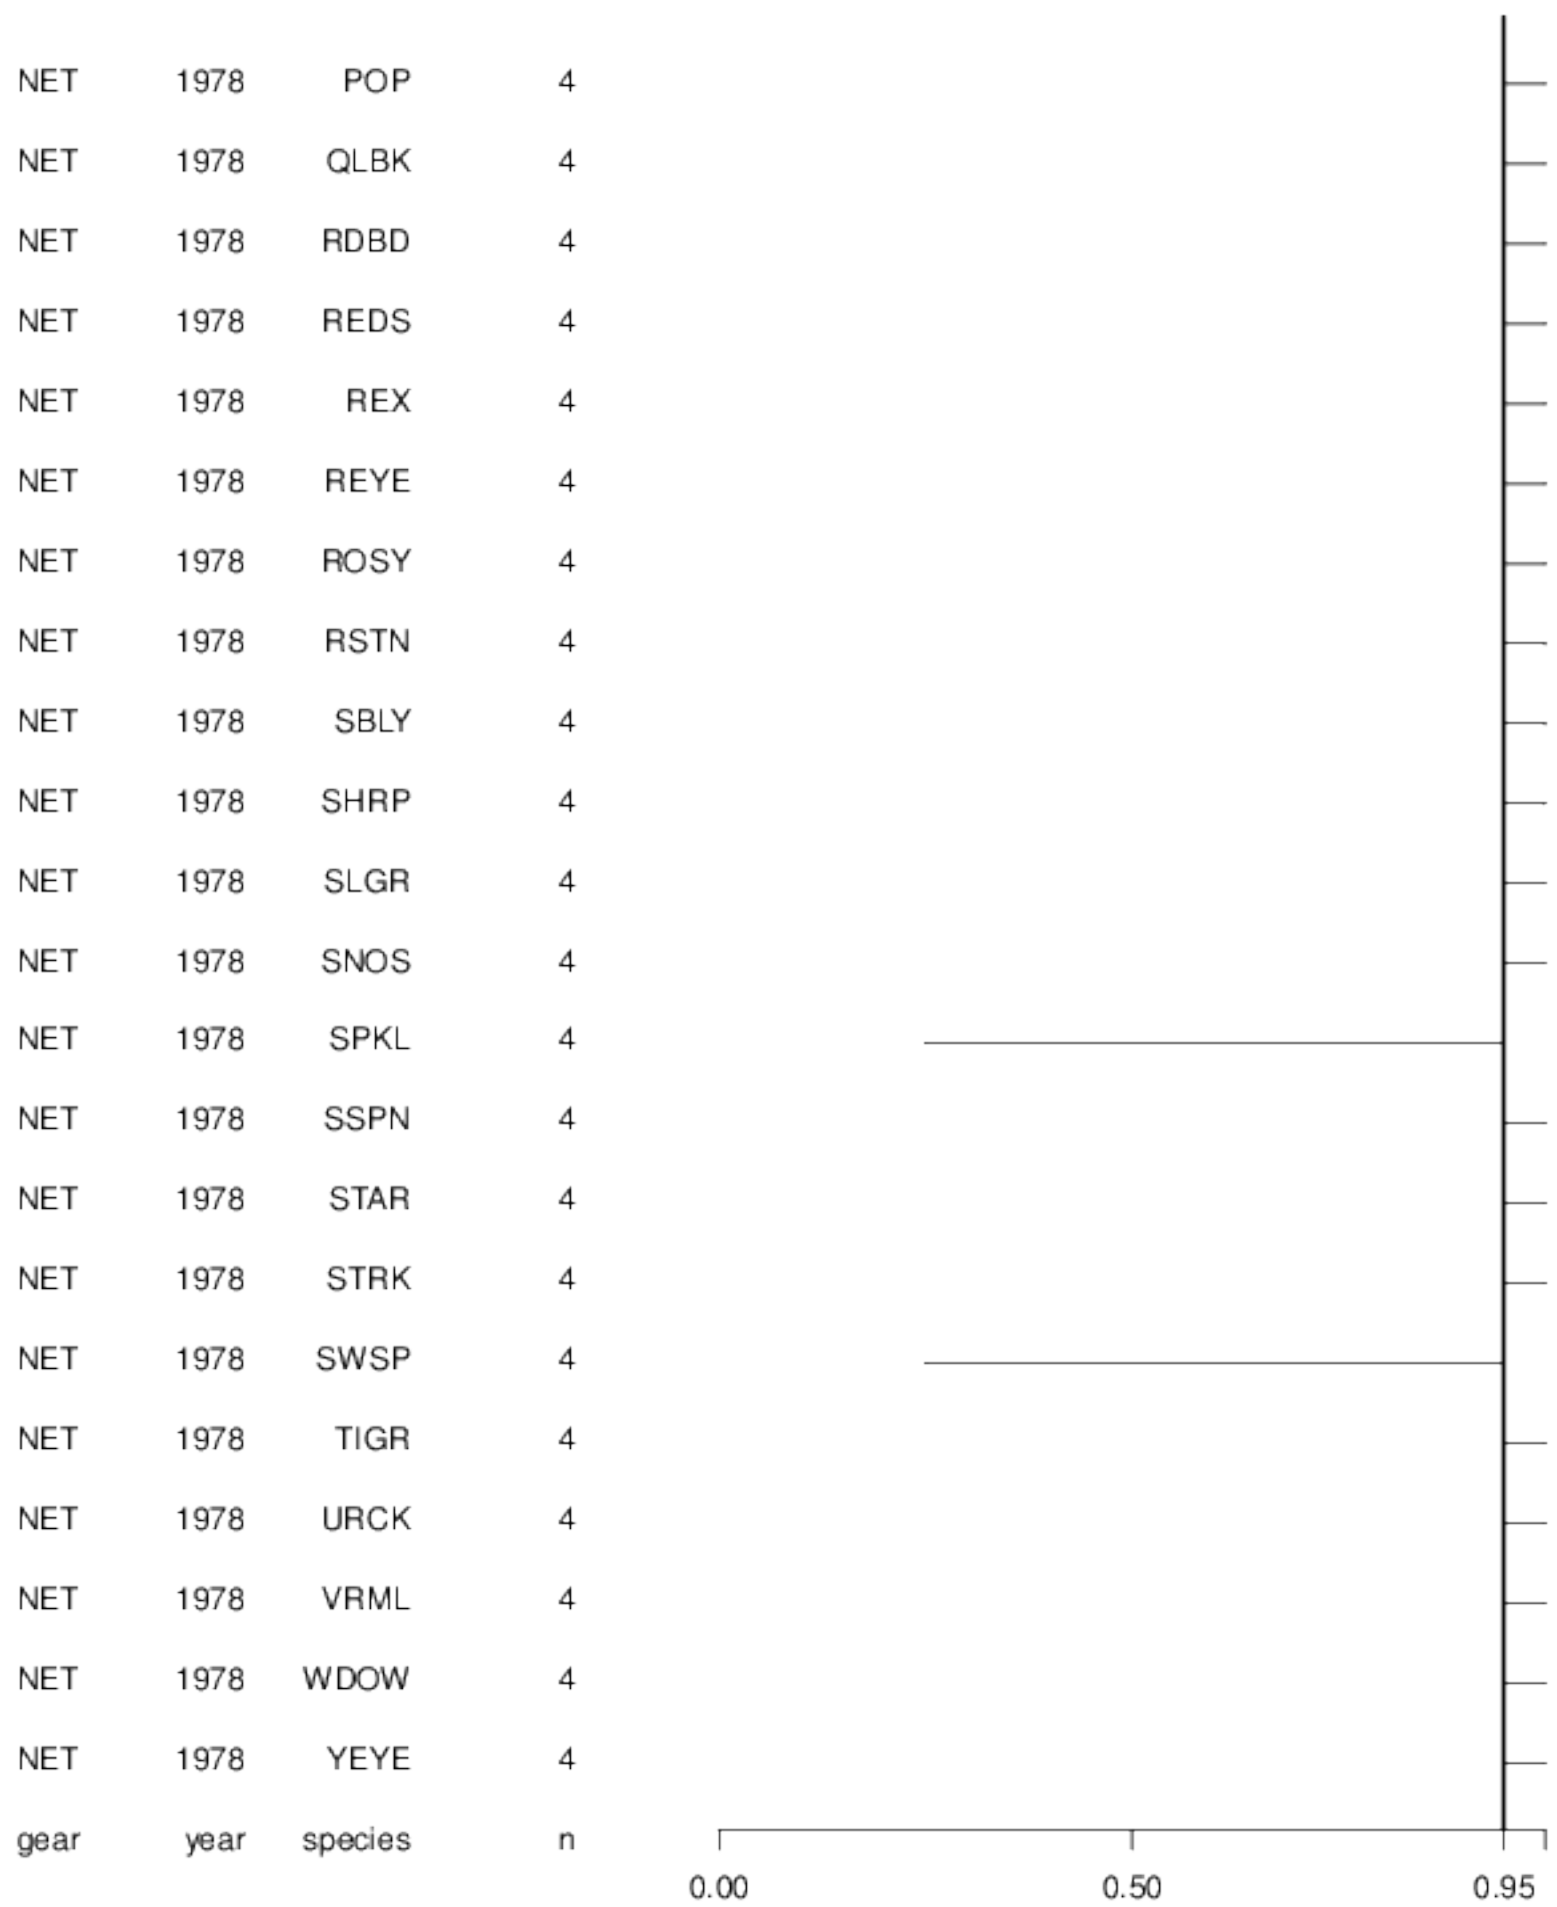 NET 1978 POP 4
NET 1978 QLBK 4
NET 1978 RDBD 4
NET 1978 REDS 4
NET 1978 REX 4
NET 1978 REYE 4
NET 1978 ROSY 4
NET 1978 RSTN 4
NET 1978 SBLY 4
NET 1978 SHRP 4
NET 1978 SLGR 4
NET 1978 SNOS 4
NET 1978 SPKL 4
NET 1978 SSPN 4
NET 1978 STAR 4
NET 1978 STRK 4
NET 1978 SWSP 4
NET 1978 TIGR 4
NET 1978 URCK 4
NET 1978 VRML 4
NET 1978 WDOW 4
NET 1978 YEYE 4
gear year species n
0.00 0.50 0.95